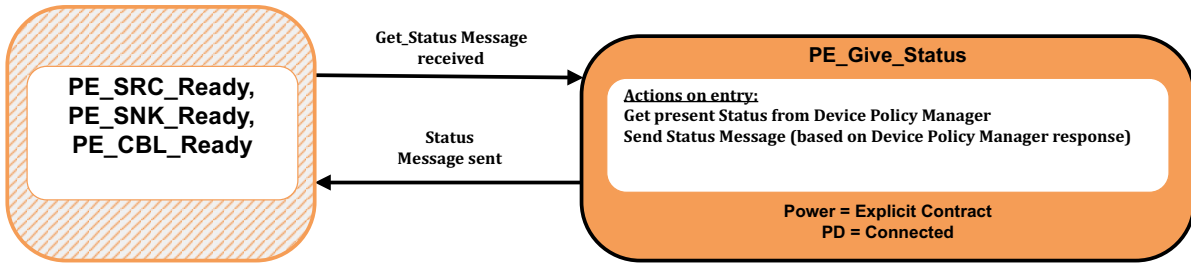 PE_SRC_Ready,
PE_SNK_Ready,
PE_CBL_Ready
Get_Status Message
received
Status
Message sent
PE_Give_Status
Actions on entry:
Get present Status from Device Policy Manager
Send Status Message (based on Device Policy Manager response)
Power = Explicit Contract
PD = Connected